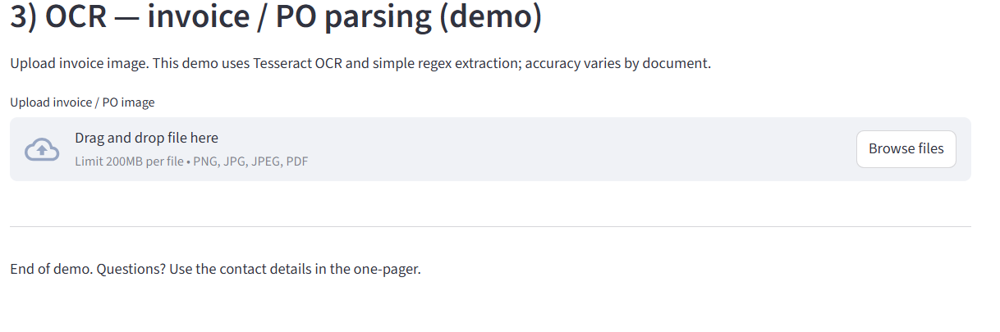 3) OCR — invoice / PO parsing (demo)
Upload invoice image. This demo uses Tesseract OCR and simple regex extraction; accuracy varies by document.
Upload invoice / PO image
Drag and drop file here
Limit 200MB per file • PNG, JPG, JPEG, PDF
Browse files
End of demo. Questions? Use the contact details in the one-pager.